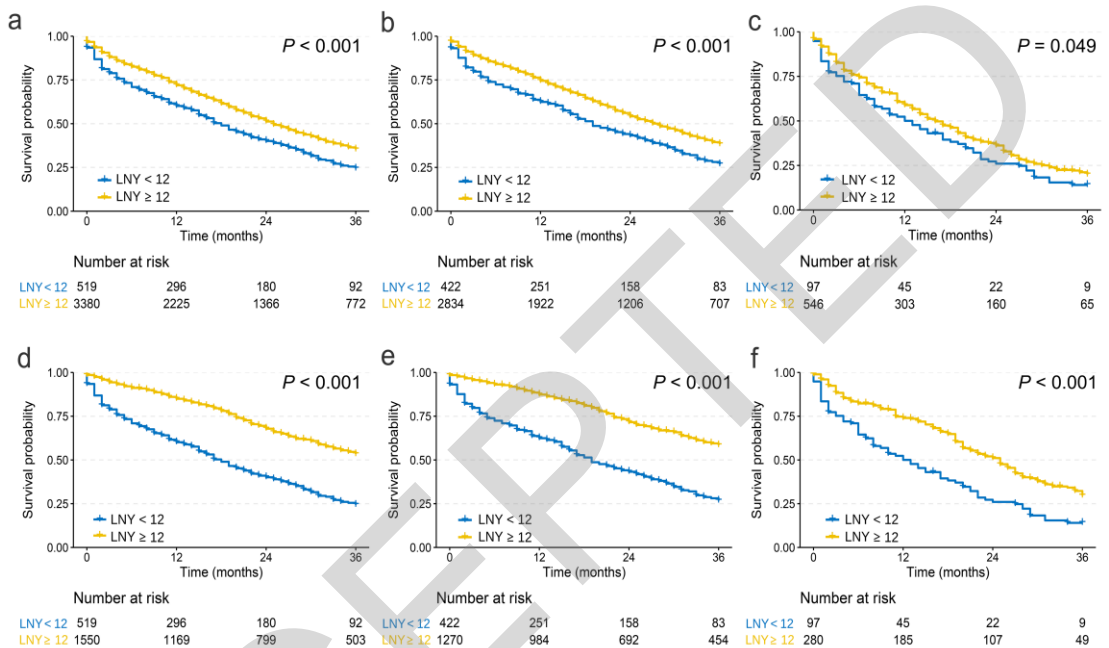 a
P < 0.001
Survival probability
1.00
0.75
0.50
0.25
0.00
LNY < 12
LNY ≥ 12
0 12 24 36
Time (months)
Number at risk
LNY < 12 519 296 180 92
LNY ≥ 12 3380 2225 1366 772
b
P < 0.001
Survival probability
1.00
0.75
0.50
0.25
0.00
LNY < 12
LNY ≥ 12
0 12 24 36
Time (months)
Number at risk
LNY < 12 422 251 158 83
LNY ≥ 12 2834 1922 1206 707
c
P = 0.049
Survival probability
1.00
0.75
0.50
0.25
0.00
LNY < 12
LNY ≥ 12
0 12 24 36
Time (months)
Number at risk
LNY < 12 97 45 22 9
LNY ≥ 12 546 303 160 65
d
P < 0.001
Survival probability
1.00
0.75
0.50
0.25
0.00
LNY < 12
LNY ≥ 12
0 12 24 36
Time (months)
Number at risk
LNY < 12 519 296 180 92
LNY ≥ 12 1550 1169 799 503
e
P < 0.001
Survival probability
1.00
0.75
0.50
0.25
0.00
LNY < 12
LNY ≥ 12
0 12 24 36
Time (months)
Number at risk
LNY < 12 422 251 158 83
LNY ≥ 12 1270 984 692 454
f
P < 0.001
Survival probability
1.00
0.75
0.50
0.25
0.00
LNY < 12
LNY ≥ 12
0 12 24 36
Time (months)
Number at risk
LNY < 12 97 45 22 9
LNY ≥ 12 280 185 107 49
EPTED